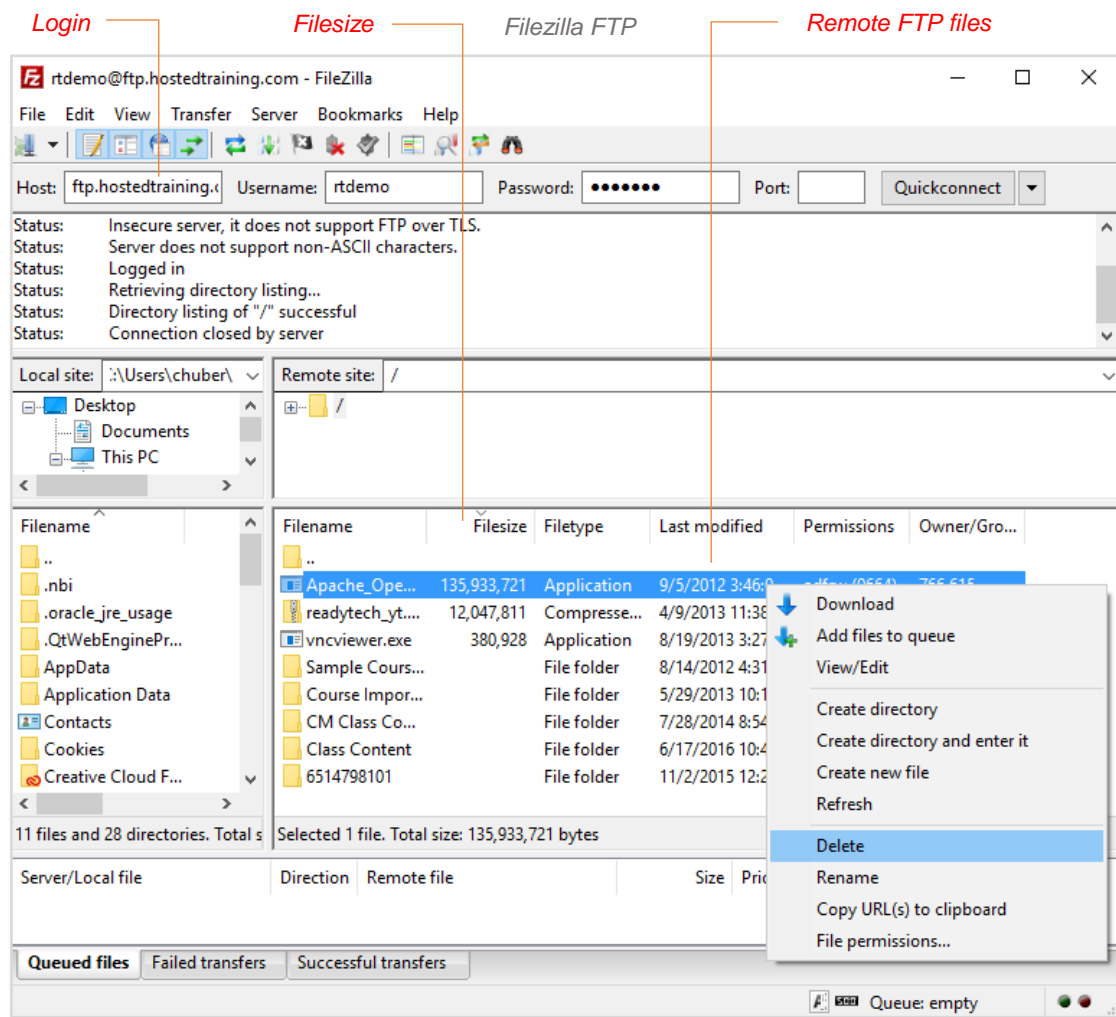 Login Filesize Filezilla FTP Remote FTP files
rtdemo@ftp.hostedtraining.com - FileZilla
File Edit View Transfer Server Bookmarks Help
Host: ftp.hostedtraining.c Username: rtdemo Password: ●●●●●●● Port: Quickconnect
Status: Insecure server, it does not support FTP over TLS.
Status: Server does not support non-ASCII characters.
Status: Logged in
Status: Retrieving directory listing...
Status: Directory listing of "/" successful
Status: Connection closed by server
Local site: :\Users\chuber\ Remote site: /
Desktop /
Documents
This PC
Filename Filename Filesize Filetype Last modified Permissions Owner/Gro...
.. ..
.nbi Apache_Ope... 135,933,721 Application 9/5/2012 3:46:9 adfrw (0664) 766 615
.oracle_jre_usage readytech_yt.... 12,047,811 Compresse... 4/9/2013 11:38
.QtWebEnginePr... vncviewer.exe 380,928 Application 8/19/2013 3:27
AppData Sample Cours... File folder 8/14/2012 4:31
Application Data Course Impor... File folder 5/29/2013 10:1
Contacts CM Class Co... File folder 7/28/2014 8:54
Cookies Class Content File folder 6/17/2016 10:4
Creative Cloud F... 6514798101 File folder 11/2/2015 12:2
11 files and 28 directories. Total s Selected 1 file. Total size: 135,933,721 bytes
Download
Add files to queue
View/Edit
Create directory
Create directory and enter it
Create new file
Refresh
Delete
Rename
Copy URL(s) to clipboard
File permissions...
Server/Local file Direction Remote file Size Prio
Queued files Failed transfers Successful transfers
Queue: empty